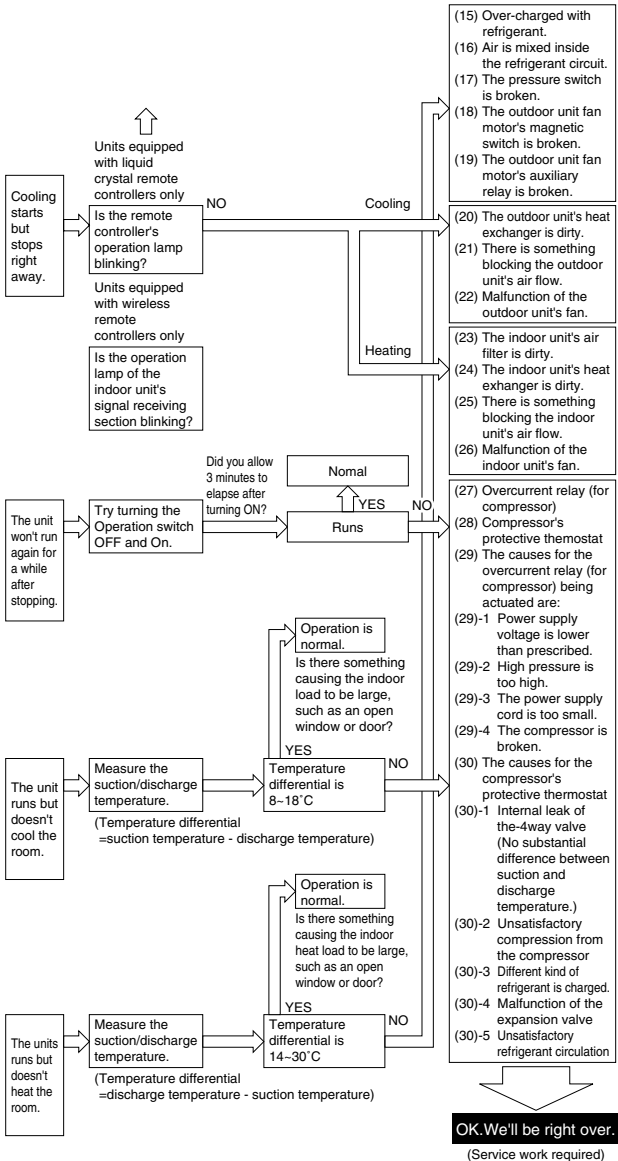 Units equipped
with liquid
crystal remote
controllers only
Cooling
starts
but
stops
right
away.
Is the remote
controller's
operation lamp
blinking?
NO
Cooling
Heating
Units equipped
with wireless
remote
controllers only
Is the operation
lamp of the
indoor unit's
signal receiving
section blinking?
(15) Over-charged with
refrigerant.
(16) Air is mixed inside
the refrigerant circuit.
(17) The pressure switch
is broken.
(18) The outdoor unit fan
motor's magnetic
switch is broken.
(19) The outdoor unit fan
motor's auxiliary
relay is broken.
(20) The outdoor unit's heat
exchanger is dirty.
(21) There is something
blocking the outdoor
unit's air flow.
(22) Malfunction of the
outdoor unit's fan.
(23) The indoor unit's air
filter is dirty.
(24) The indoor unit's heat
exhanger is dirty.
(25) There is something
blocking the indoor
unit's air flow.
(26) Malfunction of the
indoor unit's fan.
The unit
won't run
again for
a while
after
stopping.
Try turning the
Operation switch
OFF and On.
Did you allow
3 minutes to
elapse after
turning ON?
Nomal
YES
NO
Runs
(27) Overcurrent relay (for
compressor)
(28) Compressor's
protective themostat
(29) The causes for the
overcurrent relay (for
compressor) being
actuated are:
(29)-1 Power supply
voltage is lower
than prescribed.
(29)-2 High pressure is
too high.
(29)-3 The power supply
cord is too small.
(29)-4 The compressor is
broken.
(30) The causes for the
compressor's
protective thermostat
(30)-1 Internal leak of
the-4way valve
(No substantial
difference between
suction and
discharge
temperature.)
(30)-2 Unsatisfactory
compression from
the compressor
(30)-3 Different kind of
refrigerant is charged.
(30)-4 Malfunction of the
expansion valve
(30)-5 Unsatisfactory
refrigerant circulation
The unit
runs but
doesn't
cool the
room.
Measure the
suction/discharge
temperature.
(Temperature differential
=suction temperature - discharge temperature)
Operation is
normal.
Is there something
causing the indoor
load to be large,
such as an open
window or door?
YES
Temperature
differential is
8~18˚C
NO
The units
runs but
doesn't
heat the
room.
Measure the
suction/discharge
temperature.
(Temperature differential
=discharge temperature - suction temperature)
Operation is
normal.
Is there something
causing the indoor
heat load to be large,
such as an open
window or door?
YES
Temperature
differential is
14~30˚C
NO
OK.We'll be right over.
(Service work required)